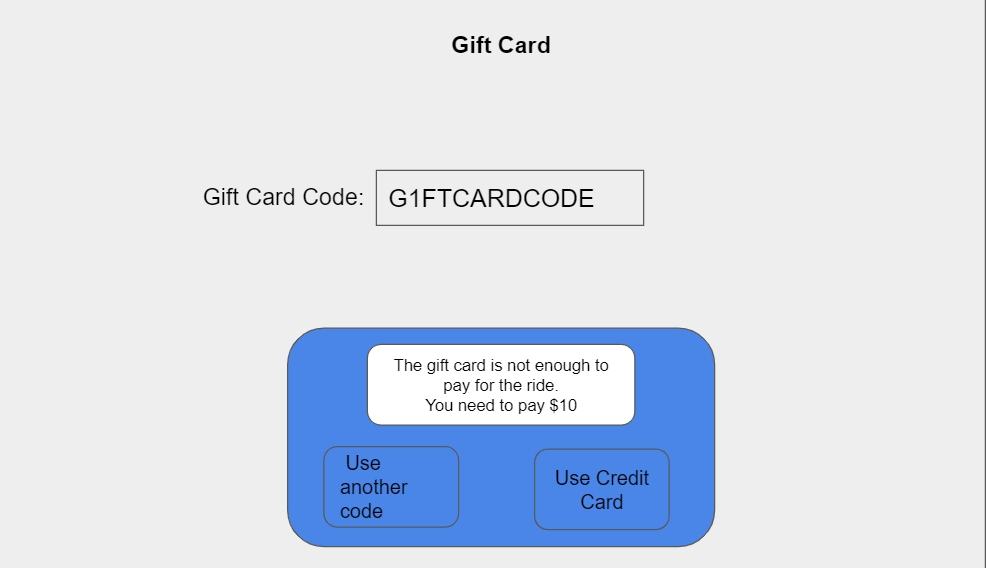 Gift Card
Gift Card Code:
G1FTCARDCODE
The gift card is not enough to
pay for the ride.
You need to pay $10
Use
another
code
Use Credit
Card